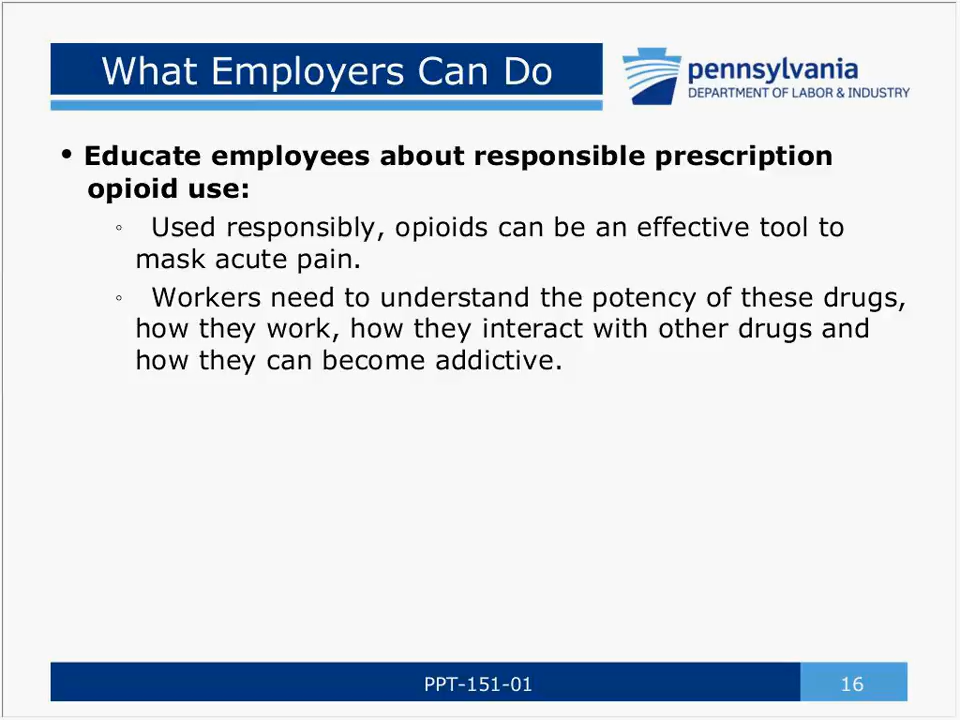 What Employers Can Do
pennsylvania
DEPARTMENT OF LABOR & INDUSTRY
• Educate employees about responsible prescription
opioid use:
◦ Used responsibly, opioids can be an effective tool to
mask acute pain.
◦ Workers need to understand the potency of these drugs,
how they work, how they interact with other drugs and
how they can become addictive.
PPT-151-01
16